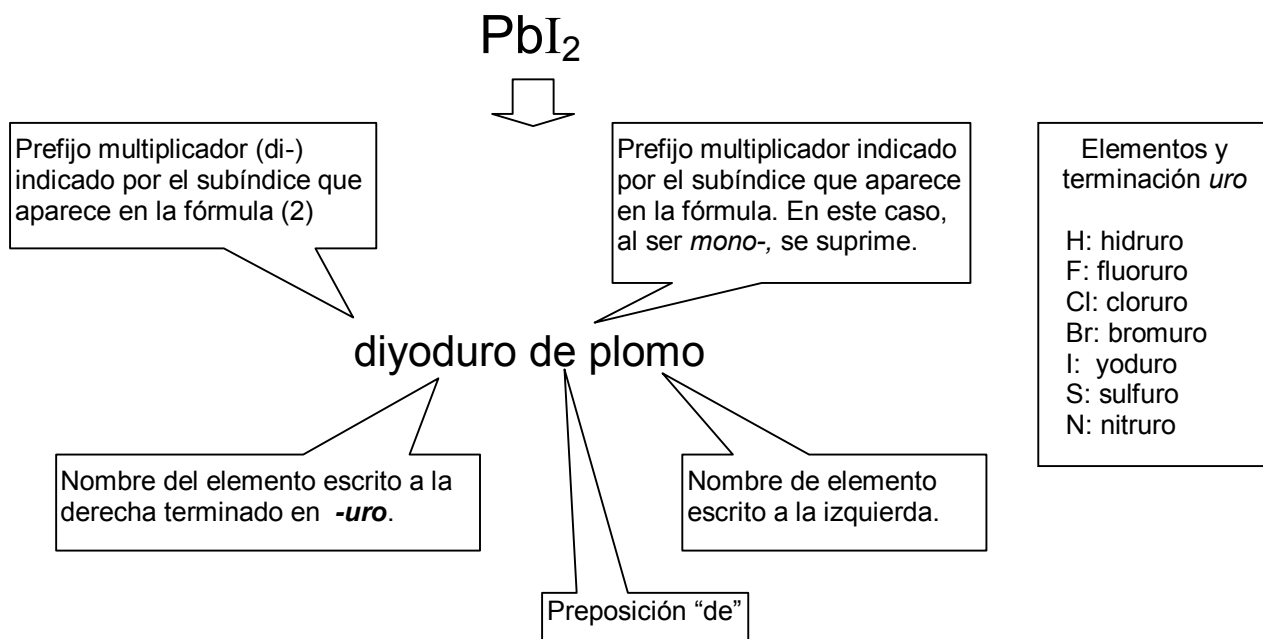 PbI₂
Prefijo multiplicador (di-)
indicado por el subíndice que
aparece en la fórmula (2)
Prefijo multiplicador indicado
por el subíndice que aparece
en la fórmula. En este caso,
al ser mono-, se suprime.
Elementos y
terminación uro
H: hidruro
F: fluoruro
Cl: cloruro
Br: bromuro
I: yoduro
S: sulfuro
N: nitruro
diyoduro de plomo
Nombre del elemento escrito a la
derecha terminado en -uro.
Nombre de elemento
escrito a la izquierda.
Preposición “de”